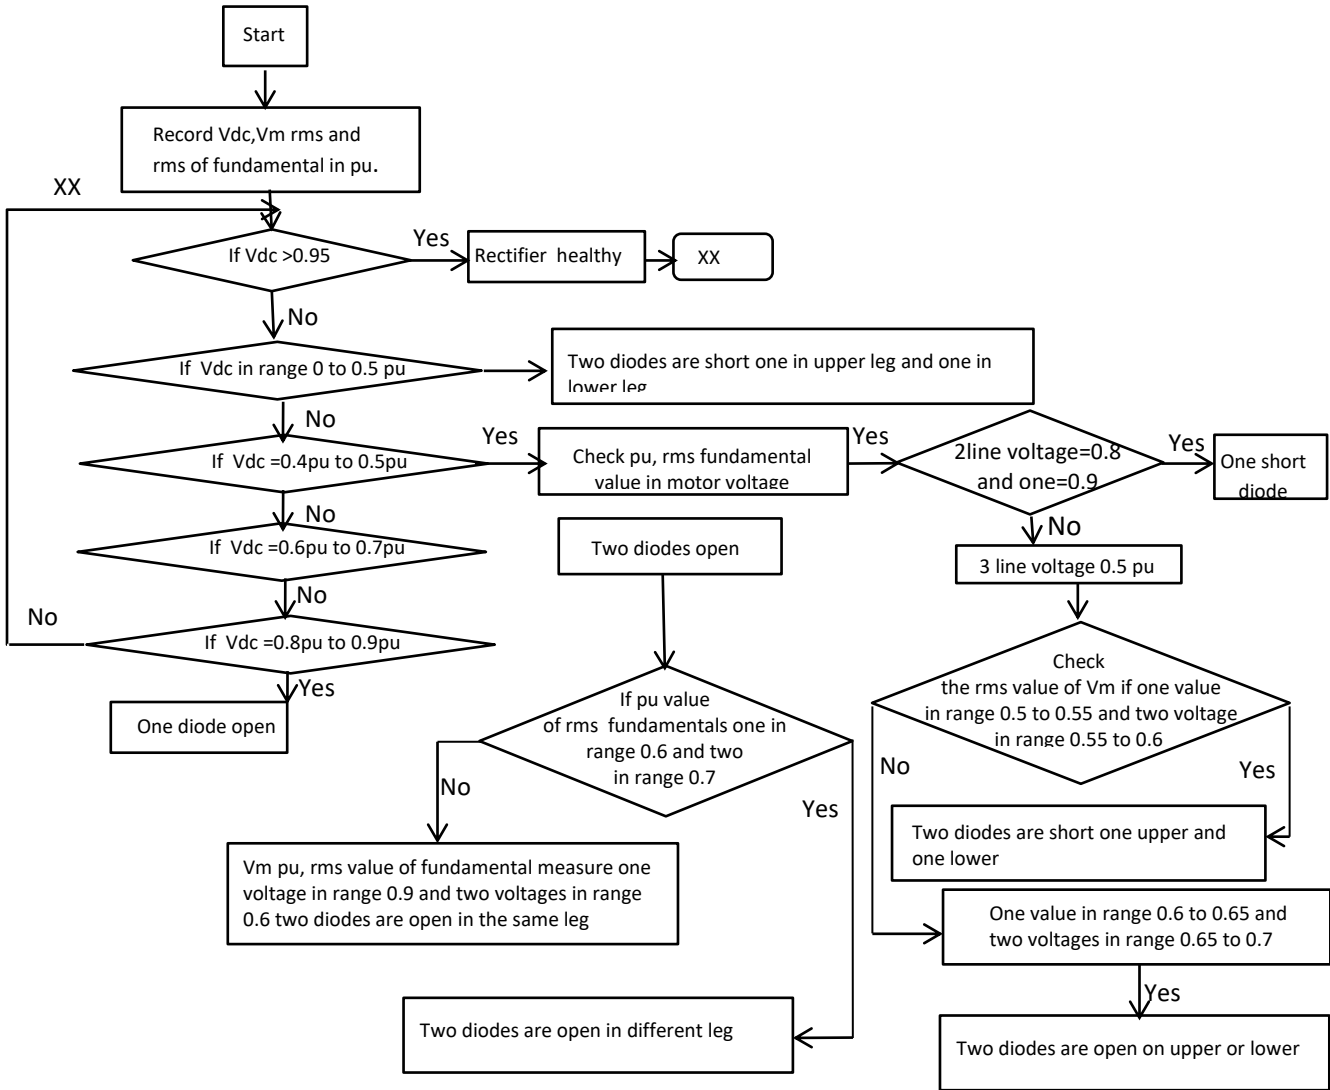 Start
Record Vdc,Vm rms and
rms of fundamental in pu.
XX
If Vdc >0.95
Yes
Rectifier healthy
XX
No
If Vdc in range 0 to 0.5 pu
Two diodes are short one in upper leg and one in
lower leg
No
If Vdc =0.4pu to 0.5pu
Yes
Check pu, rms fundamental
value in motor voltage
Yes
2line voltage=0.8
and one=0.9
Yes
One short
diode
No
If Vdc =0.6pu to 0.7pu
Two diodes open
No
3 line voltage 0.5 pu
No
No
If Vdc =0.8pu to 0.9pu
Yes
One diode open
If pu value
of rms fundamentals one in
range 0.6 and two
in range 0.7
No
Yes
Check
the rms value of Vm if one value
in range 0.5 to 0.55 and two voltage
in range 0.55 to 0.6
No
Yes
Vm pu, rms value of fundamental measure one
voltage in range 0.9 and two voltages in range
0.6 two diodes are open in the same leg
Two diodes are short one upper and
one lower
One value in range 0.6 to 0.65 and
two voltages in range 0.65 to 0.7
Yes
Two diodes are open in different leg
Two diodes are open on upper or lower